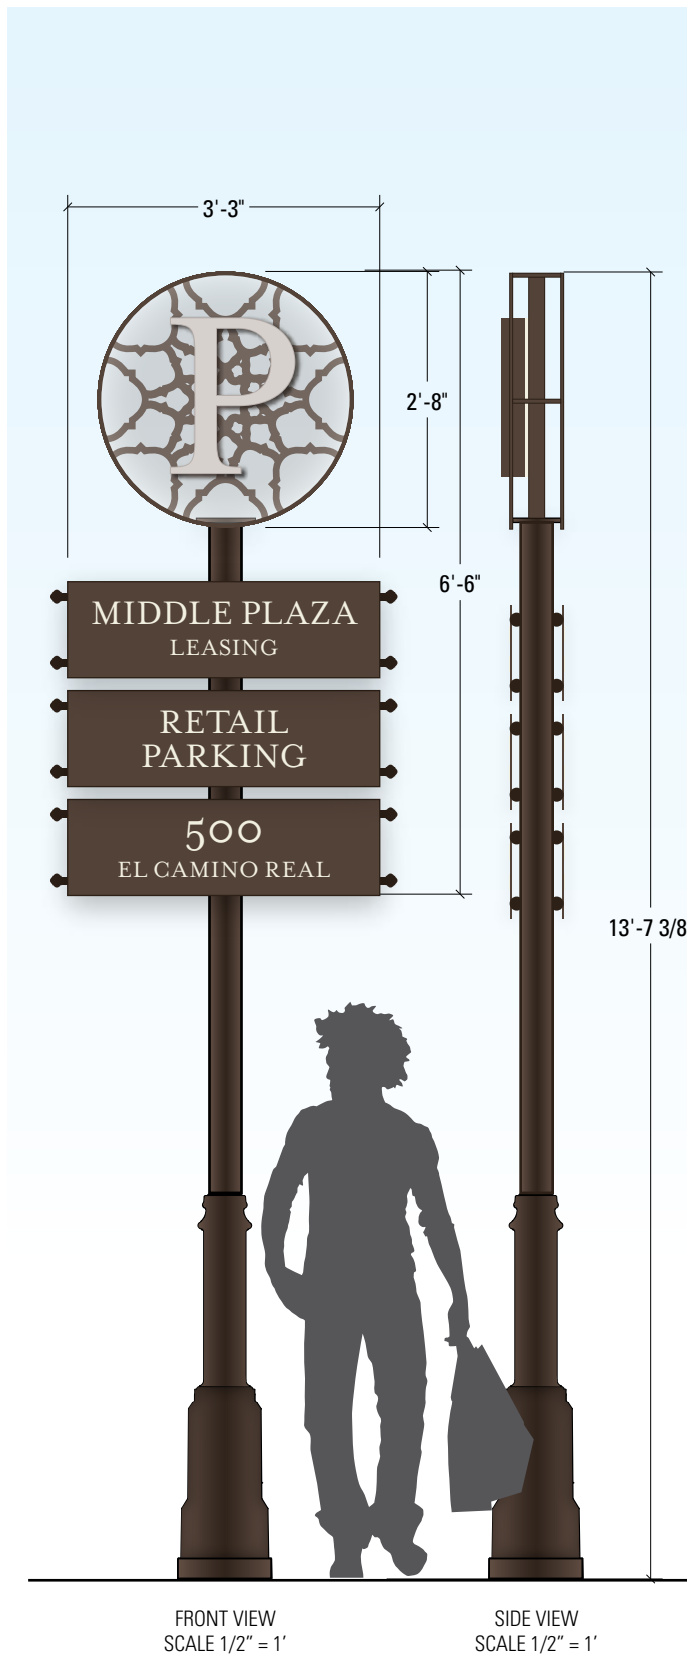 3'-3"
P
2'-8"
6'-6"
MIDDLE PLAZA
LEASING
RETAIL
PARKING
500
EL CAMINO REAL
13'-7 3/8
FRONT VIEW
SCALE 1/2" = 1'
SIDE VIEW
SCALE 1/2" = 1'